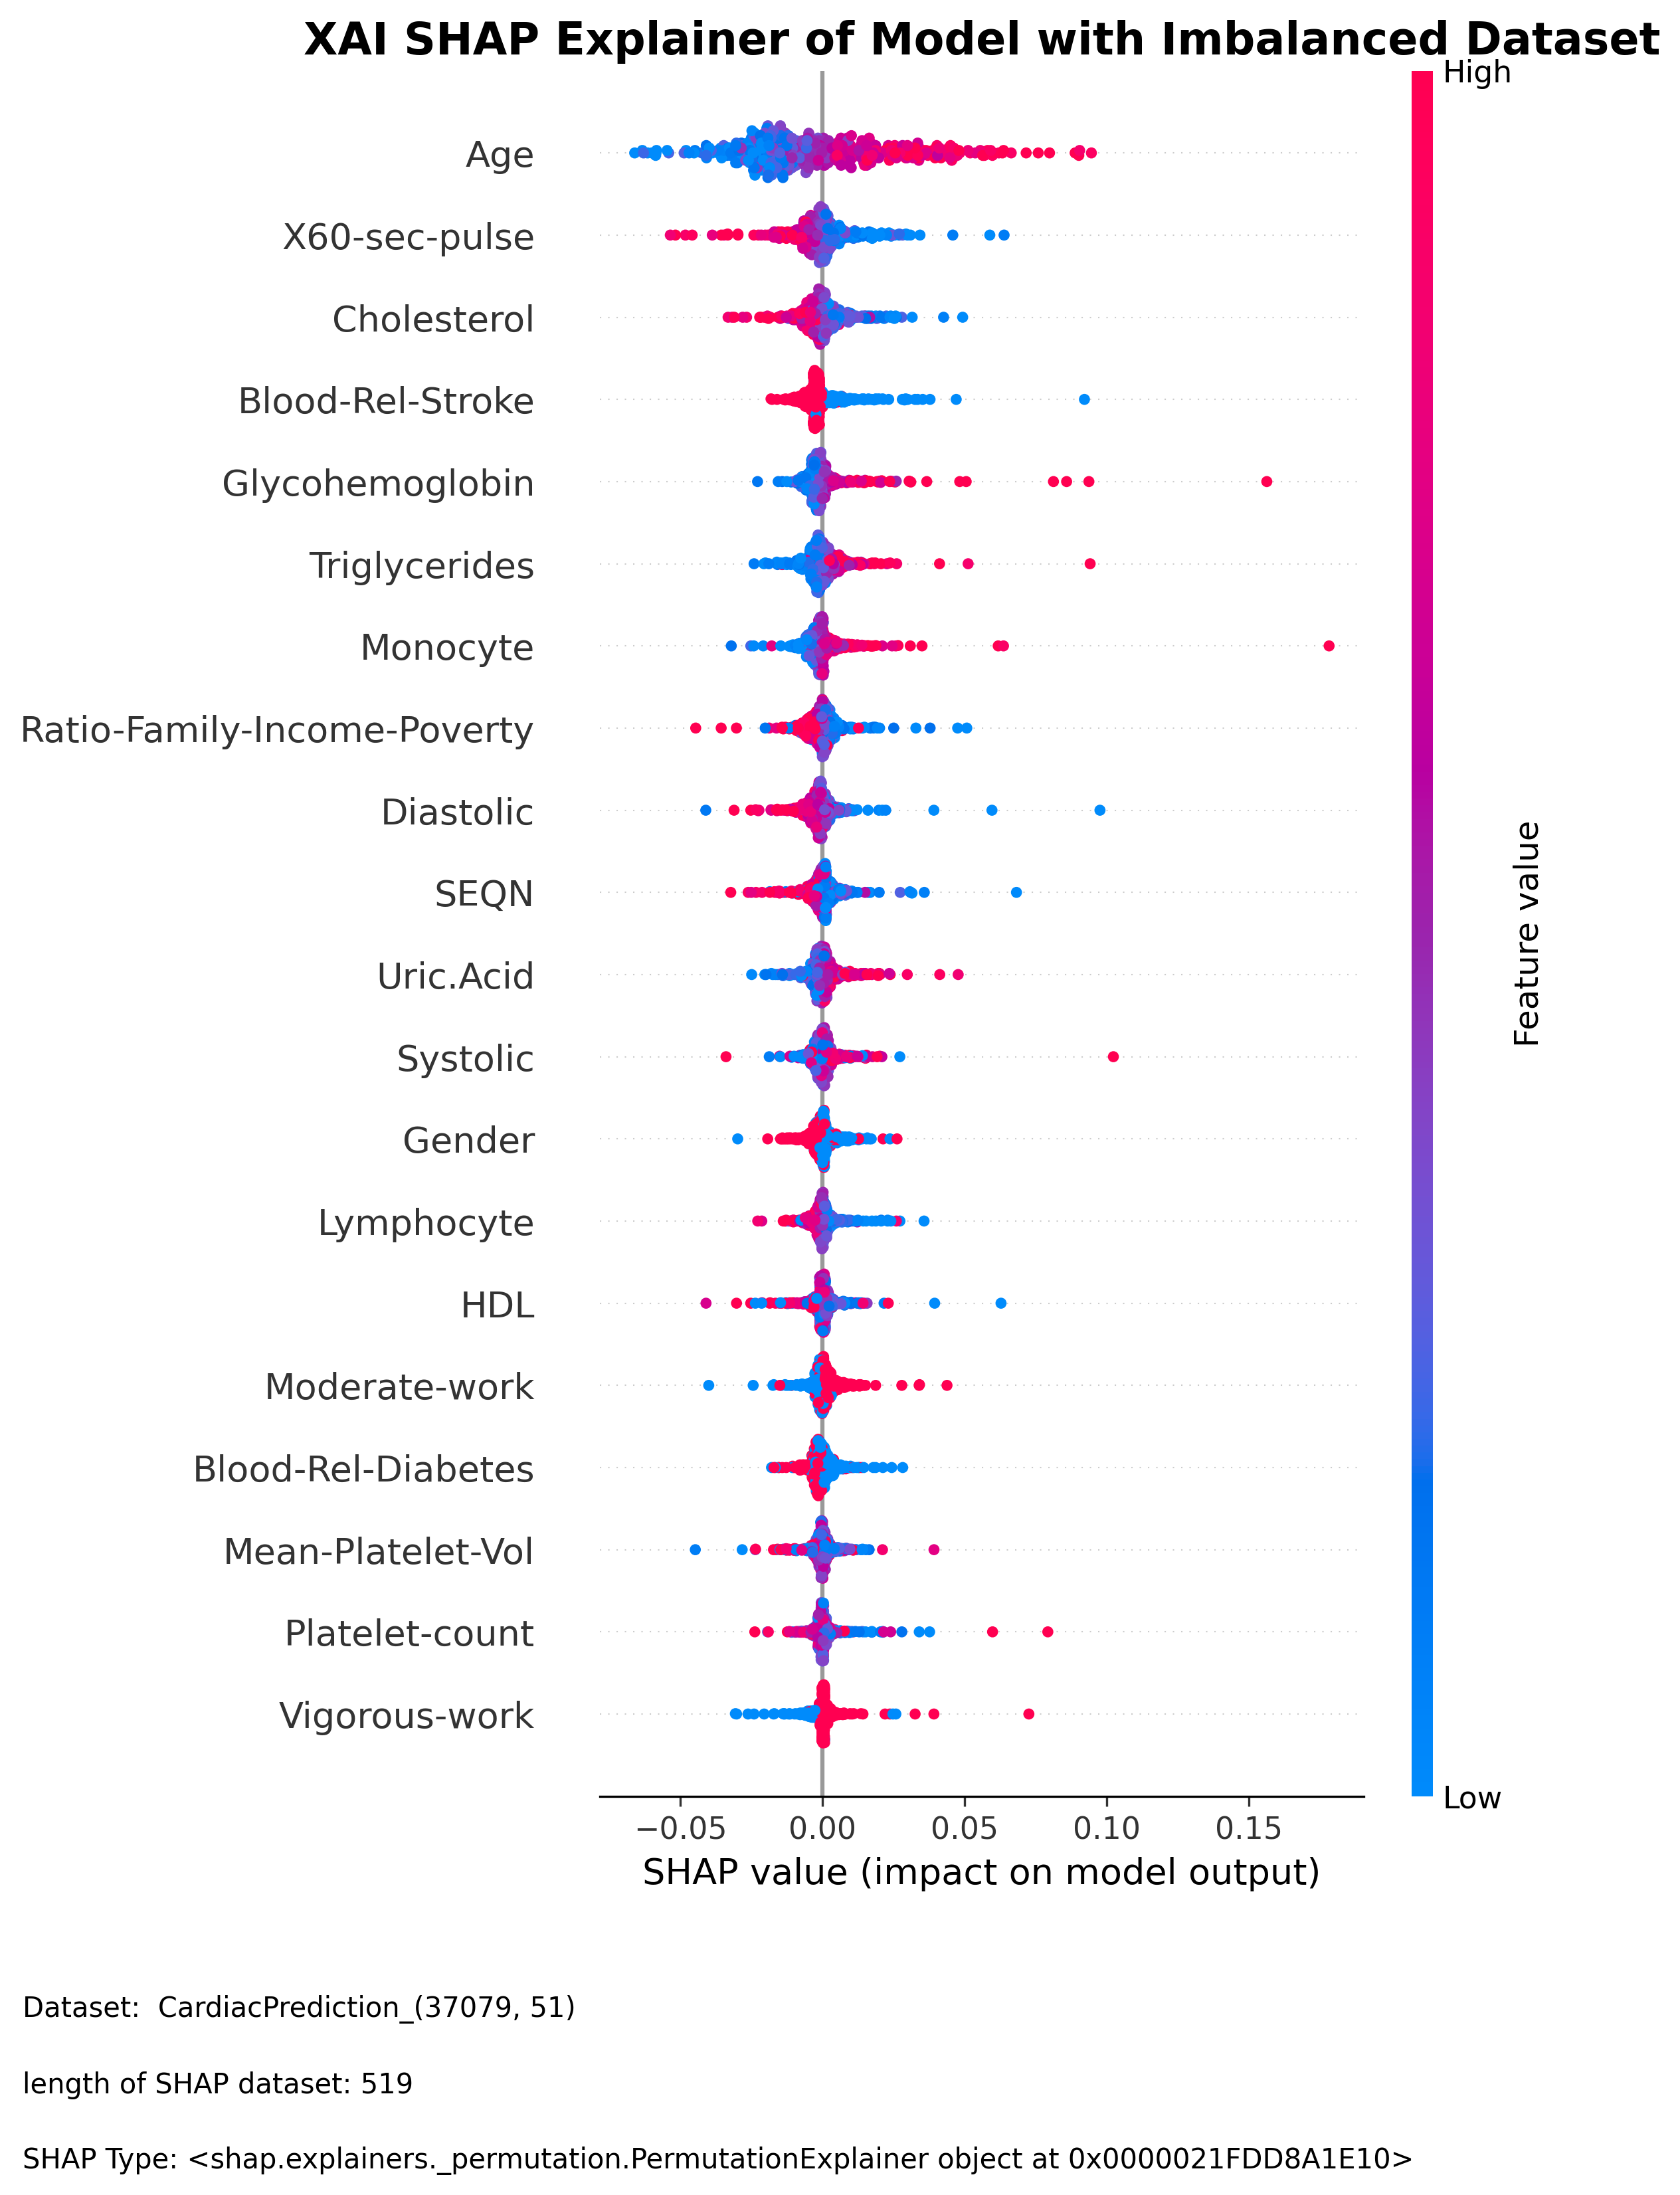 XAI SHAP Explainer of Model with Imbalanced Dataset
High
Age
X60-sec-pulse
Cholesterol
Blood-Rel-Stroke
Glycohemoglobin
Triglycerides
Monocyte
Ratio-Family-Income-Poverty
Diastolic
SEQN
Uric.Acid
Systolic
Gender
Lymphocyte
HDL
Moderate-work
Blood-Rel-Diabetes
Mean-Platelet-Vol
Platelet-count
Vigorous-work
Feature value
Low
−0.05 0.00 0.05 0.10 0.15
SHAP value (impact on model output)
Dataset:  CardiacPrediction_(37079, 51)
length of SHAP dataset: 519
SHAP Type: <shap.explainers._permutation.PermutationExplainer object at 0x0000021FDD8A1E10>